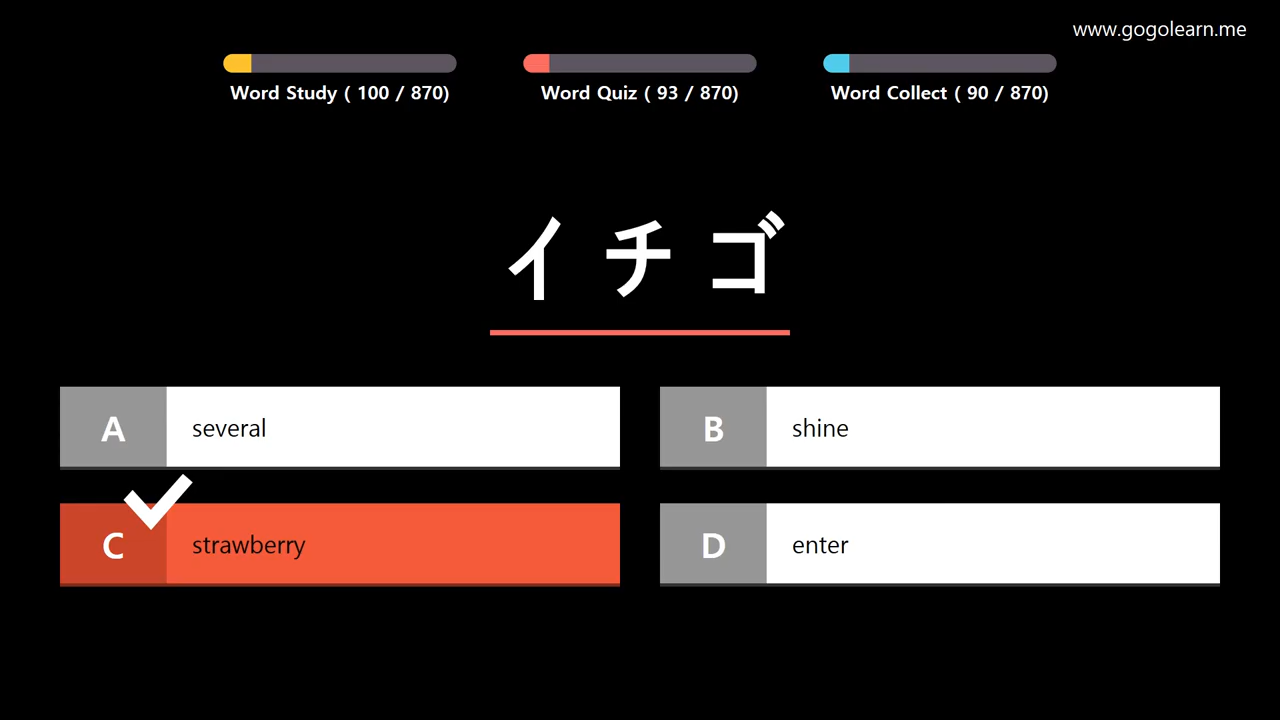 www.gogolearn.me
Word Study ( 100 / 870)
Word Quiz ( 93 / 870)
Word Collect ( 90 / 870)
イチゴ
A several
B shine
C strawberry
D enter